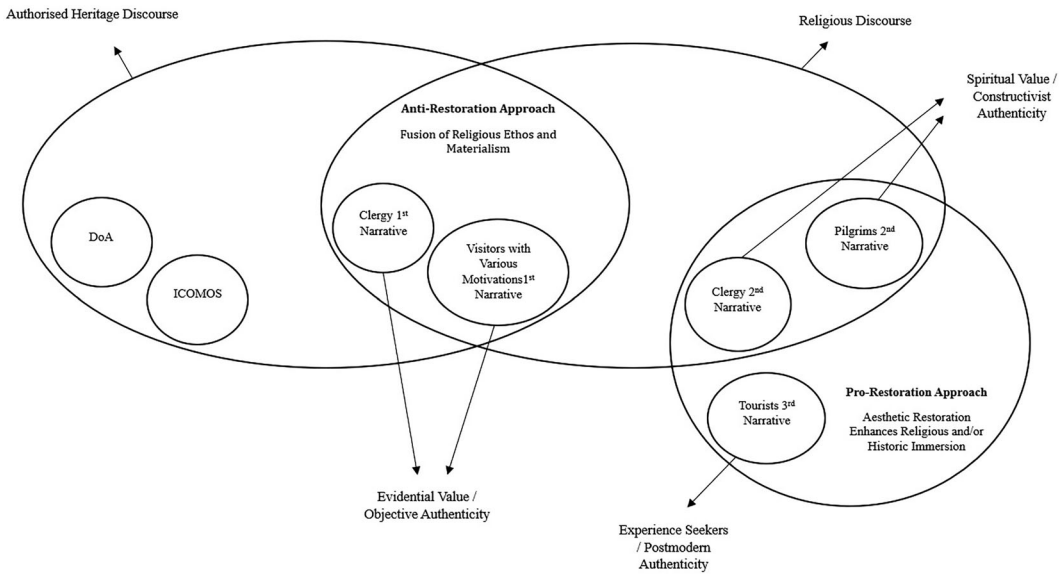 Authorised Heritage Discourse
Religious Discourse
Spiritual Value /
Constructivist
Authenticity
Anti-Restoration Approach
Fusion of Religious Ethos and
Materialism
Clergy 1st
Narrative
Visitors with
Various
Motivations1st
Narrative
DoA
ICOMOS
Pilgrims 2nd
Narrative
Clergy 2nd
Narrative
Tourists 3rd
Narrative
Pro-Restoration Approach
Aesthetic Restoration
Enhances Religious and/or
Historic Immersion
Evidential Value /
Objective Authenticity
Experience Seekers
/ Postmodern
Authenticity